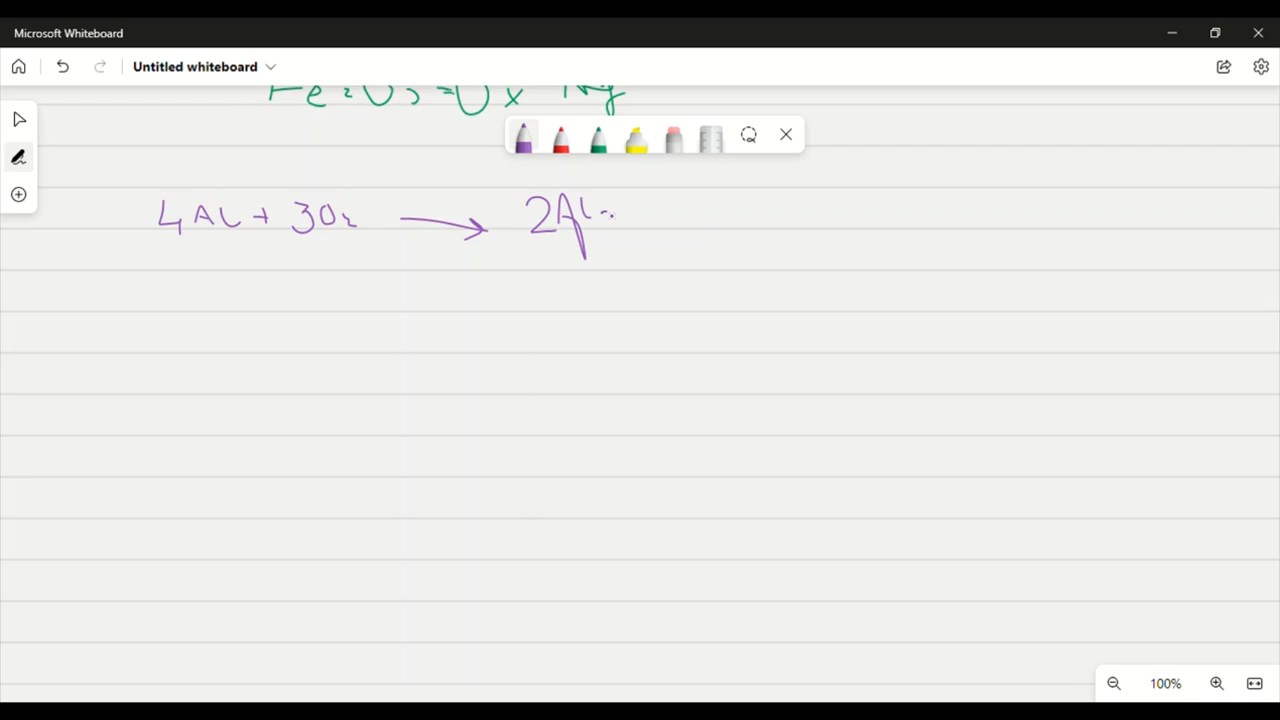 Microsoft Whiteboard
Untitled whiteboard
4Al + 3O₂ → 2Al
100%